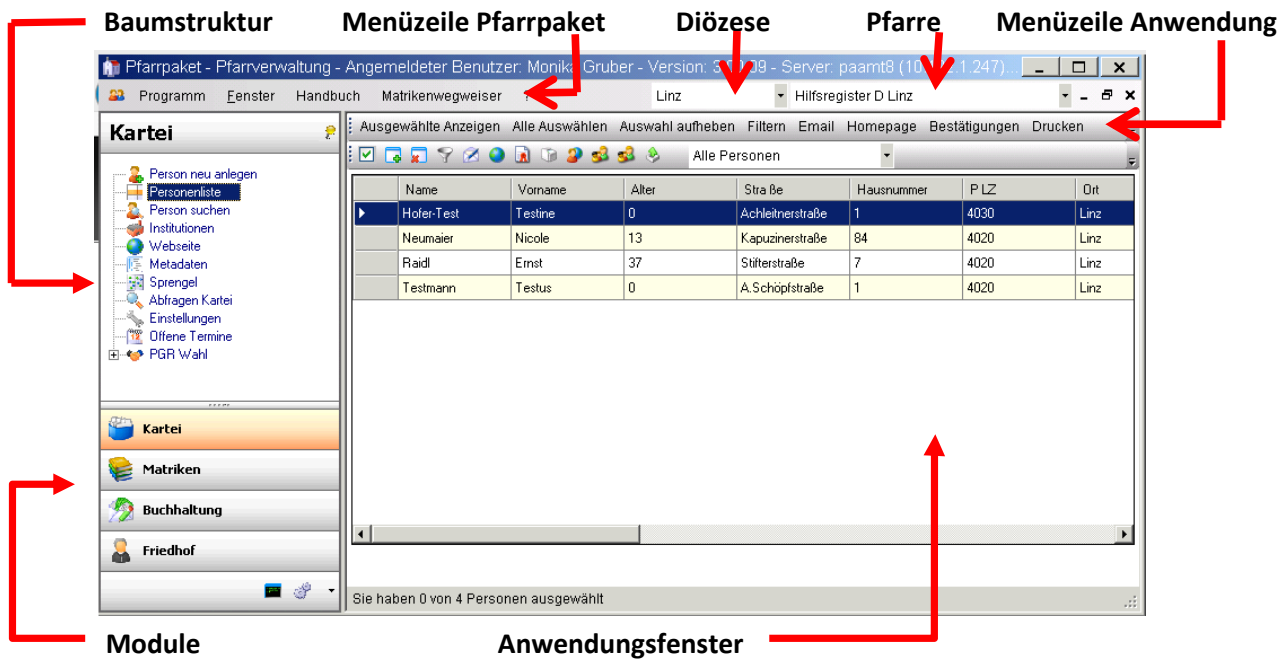 Baumstruktur Menüzeile Pfarrpaket Diözese Pfarre Menüzeile Anwendung
Pfarrpaket - Pfarrverwaltung - Angemeldeter Benutzer: Monika Gruber - Version: - Server: paamt8
Programm Fenster Handbuch Matrikenwegweiser ? Linz Hilfsregister D Linz
Kartei
Ausgewählte Anzeigen Alle Auswählen Auswahl aufheben Filtern Email Homepage Bestätigungen Drucken
Alle Personen
Person neu anlegen
Personenliste
Person suchen
Institutionen
Webseite
Metadaten
Sprengel
Abfragen Kartei
Einstellungen
Offene Termine
PGR Wahl
Name Vorname Alter Straße Hausnummer PLZ Ort
Hofer-Test Testine 0 Achleitnerstraße 1 4030 Linz
Neumaier Nicole 13 Kapuzinerstraße 84 4020 Linz
Raidl Ernst 37 Stifterstraße 7 4020 Linz
Testmann Testus 0 A.Schöpfstraße 1 4020 Linz
Kartei
Matriken
Buchhaltung
Friedhof
Sie haben 0 von 4 Personen ausgewählt
Module Anwendungsfenster